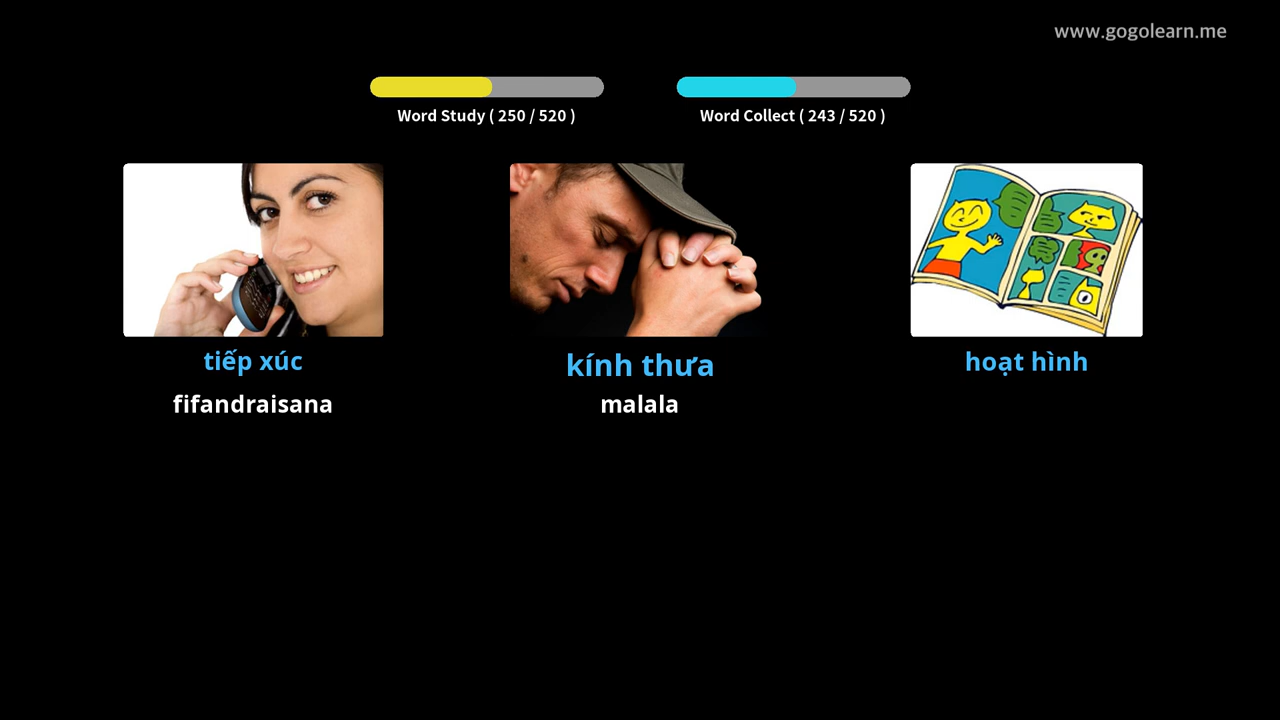 www.gogolearn.me
Word Study ( 250 / 520 )
Word Collect ( 243 / 520 )
tiếp xúc
kính thưa
hoạt hình
fifandraisana
malala